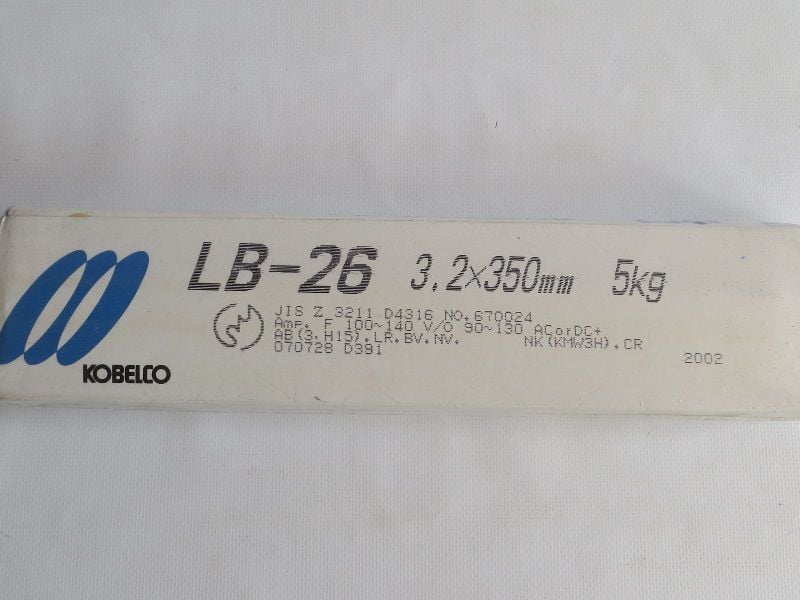 LB-26 3.2×350mm 5kg
JIS Z 3211 D4316 NO.670024
Amp. F 100~140 V/O 90~130 ACorDC+
AB(3.H15).LR.BV.NV. NK(KMW3H).CR
070728 D391 2002
KOBELCO